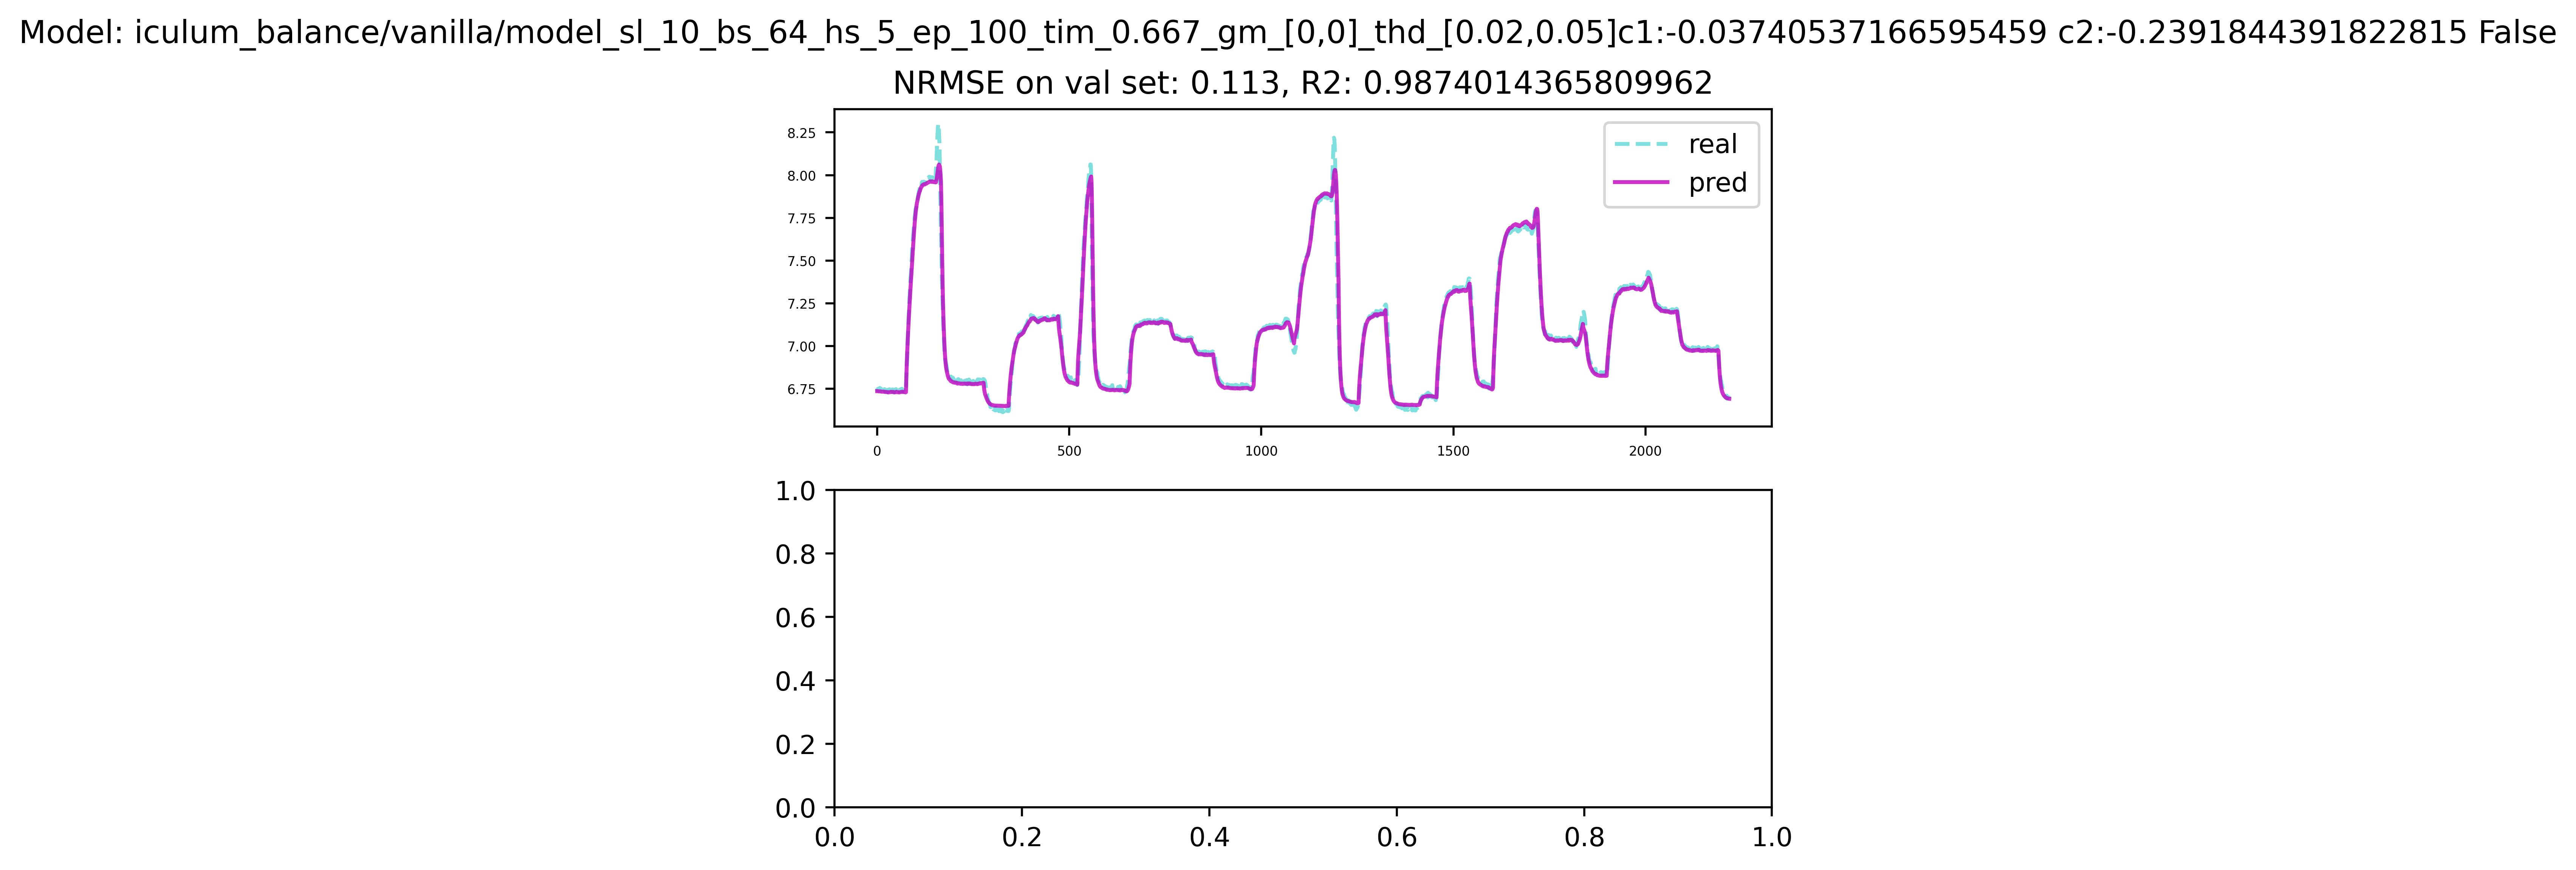 Model: iculum_balance/vanilla/model_sl_10_bs_64_hs_5_ep_100_tim_0.667_gm_[0,0]_thd_[0.02,0.05]c1:-0.03740537166595459 c2:-0.2391844391822815 False
NRMSE on val set: 0.113, R2: 0.9874014365809962
8.25
8.00
7.75
7.50
7.25
7.00
6.75
real
pred
0 500 1000 1500 2000
1.0
0.8
0.6
0.4
0.2
0.0
0.0 0.2 0.4 0.6 0.8 1.0